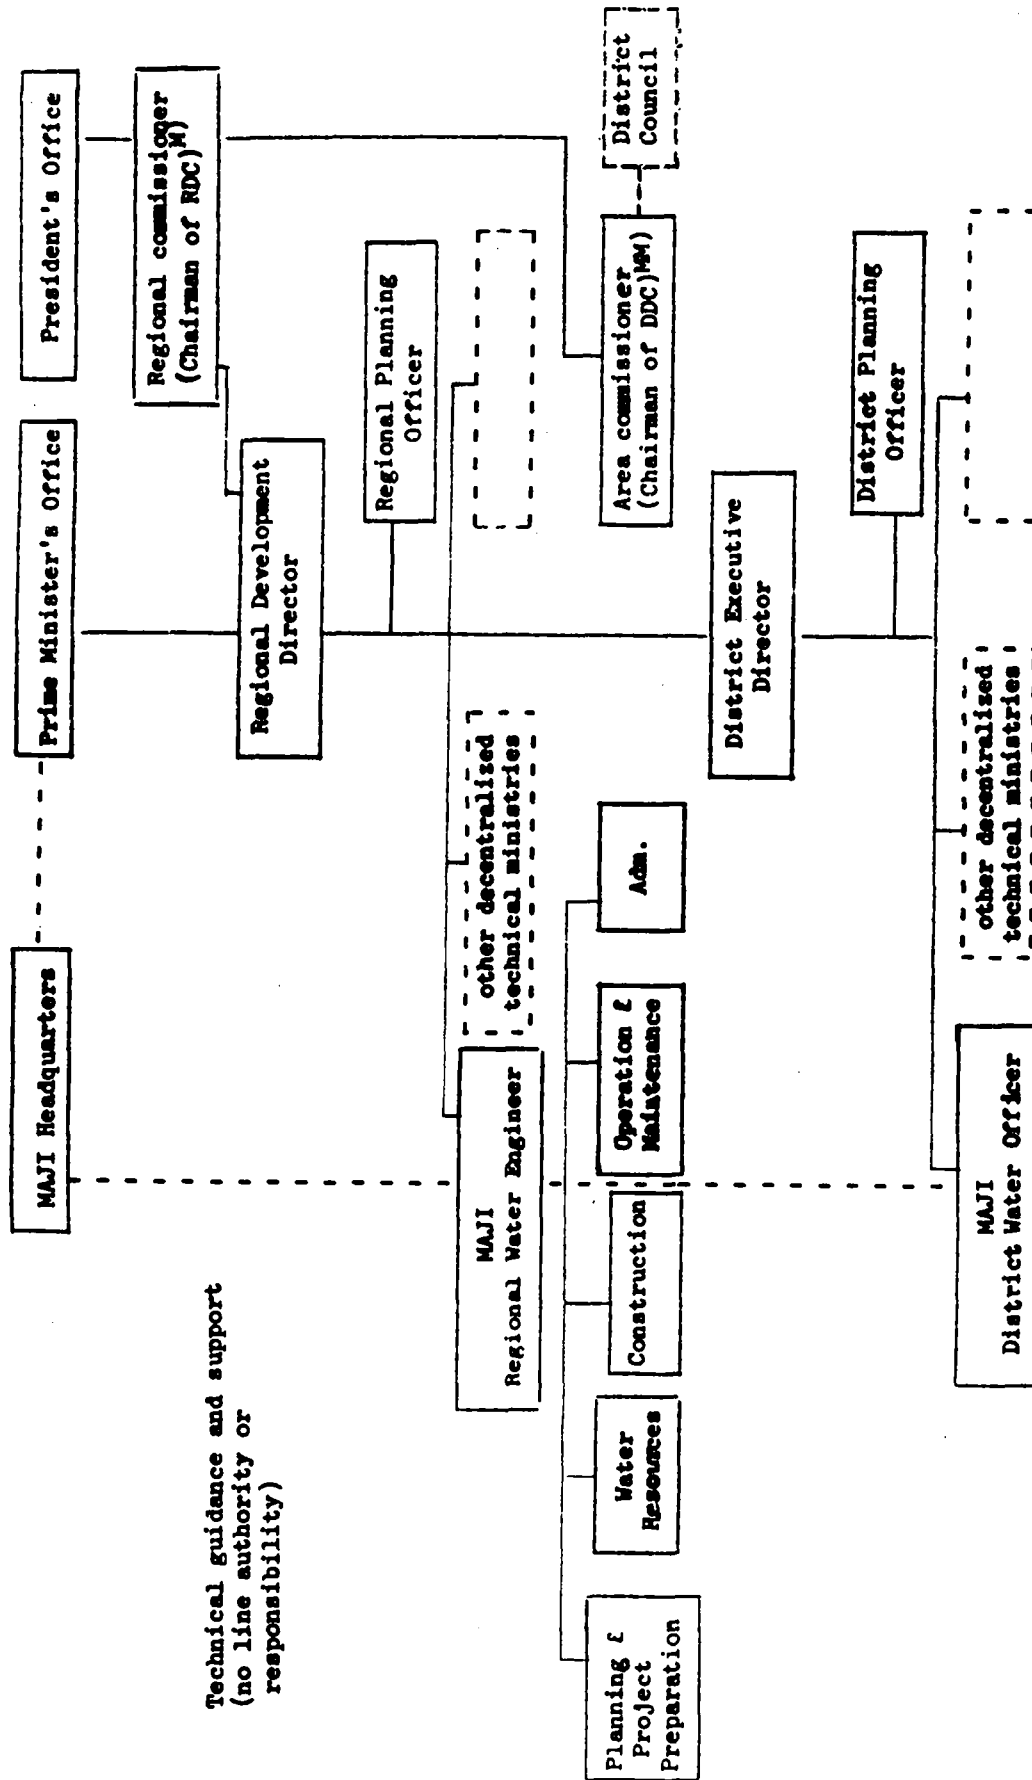 MAJI Headquarters
Prime Minister's Office
President's Office
Technical guidance and support
(no line authority or
responsibility)
Regional commissioner
(Chairman of RDC)M)
Regional Development
Director
Regional Planning
Officer
MAJI
Regional Water Engineer
other decentralized
technical ministries
Planning £
Project
Preparation
Water
Resources
Construction
Operation £
Maintenance
Adm.
Area commissioner
(Chairman of DDC)MM)
District
Council
District Executive
Director
District Planning
Officer
MAJI
District Water Officer
other decentralized
technical ministries